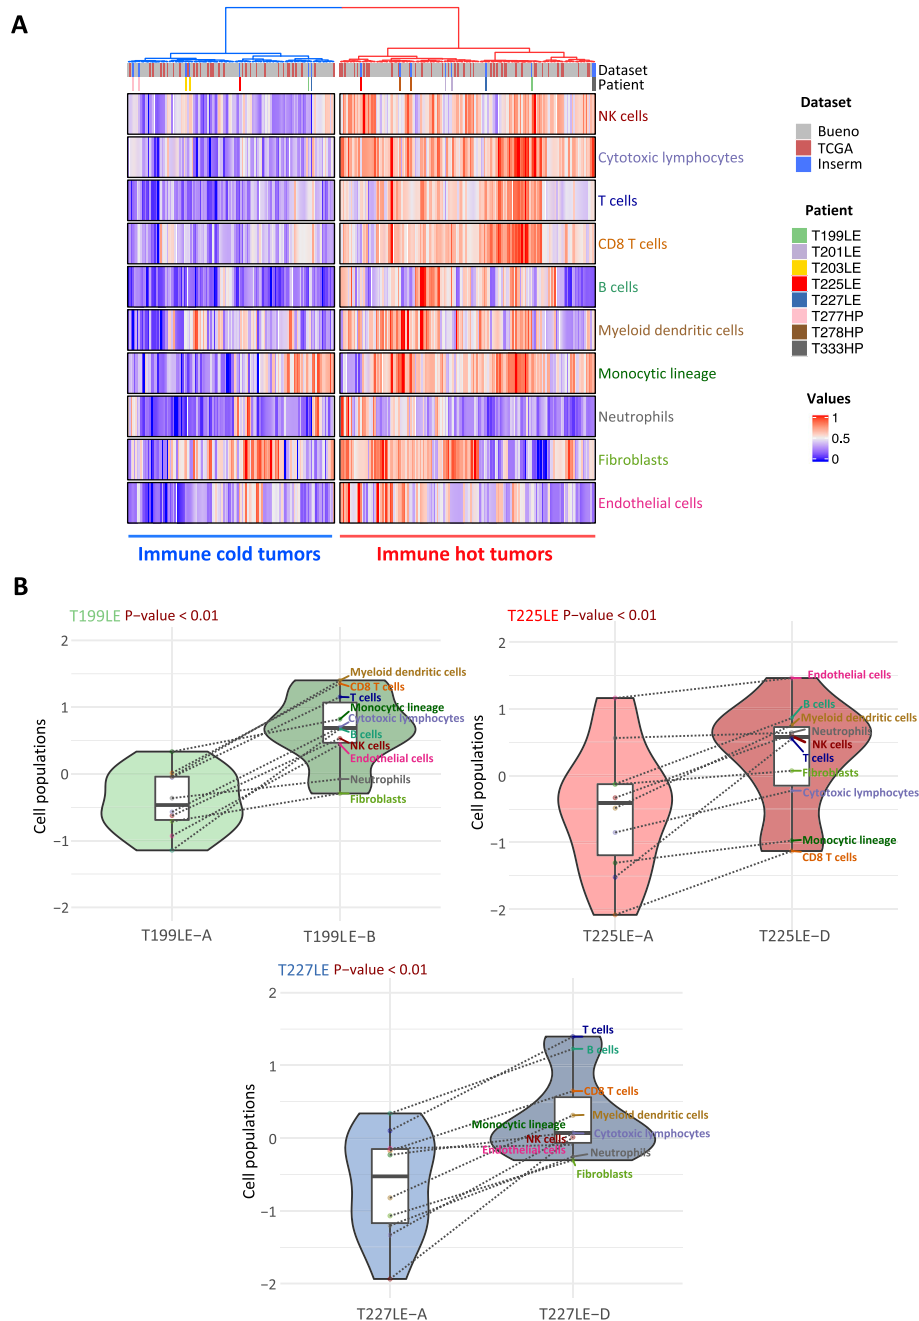 A
Dataset
Patient
NK cells
Cytotoxic lymphocytes
T cells
CD8 T cells
B cells
Myeloid dendritic cells
Monocytic lineage
Neutrophils
Fibroblasts
Endothelial cells
Immune cold tumors
Immune hot tumors
Dataset
Bueno
TCGA
Inserm
Patient
T199LE
T201LE
T203LE
T225LE
T227LE
T277HP
T278HP
T333HP
Values
1
0.5
0
B
T199LE P−value < 0.01
Cell populations
2
1
0
−1
−2
Myeloid dendritic cells
CD8 T cells
T cells
Monocytic lineage
Cytotoxic lymphocytes
B cells
NK cells
Endothelial cells
Neutrophils
Fibroblasts
T199LE−A
T199LE−B
T225LE P−value < 0.01
Cell populations
2
1
0
−1
−2
Endothelial cells
B cells
Myeloid dendritic cells
Neutrophils
NK cells
T cells
Fibroblasts
Cytotoxic lymphocytes
Monocytic lineage
CD8 T cells
T225LE−A
T225LE−D
T227LE P−value < 0.01
Cell populations
2
1
0
−1
−2
T cells
B cells
CD8 T cells
Myeloid dendritic cells
Monocytic lineage
Cytotoxic lymphocytes
NK cells
Endothelial cells
Neutrophils
Fibroblasts
T227LE−A
T227LE−D